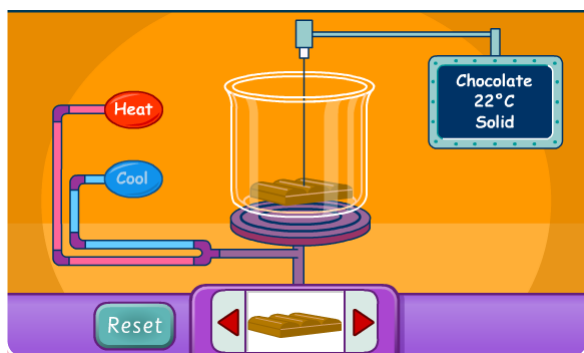 Chocolate
22°C
Solid
Heat
Cool
Reset